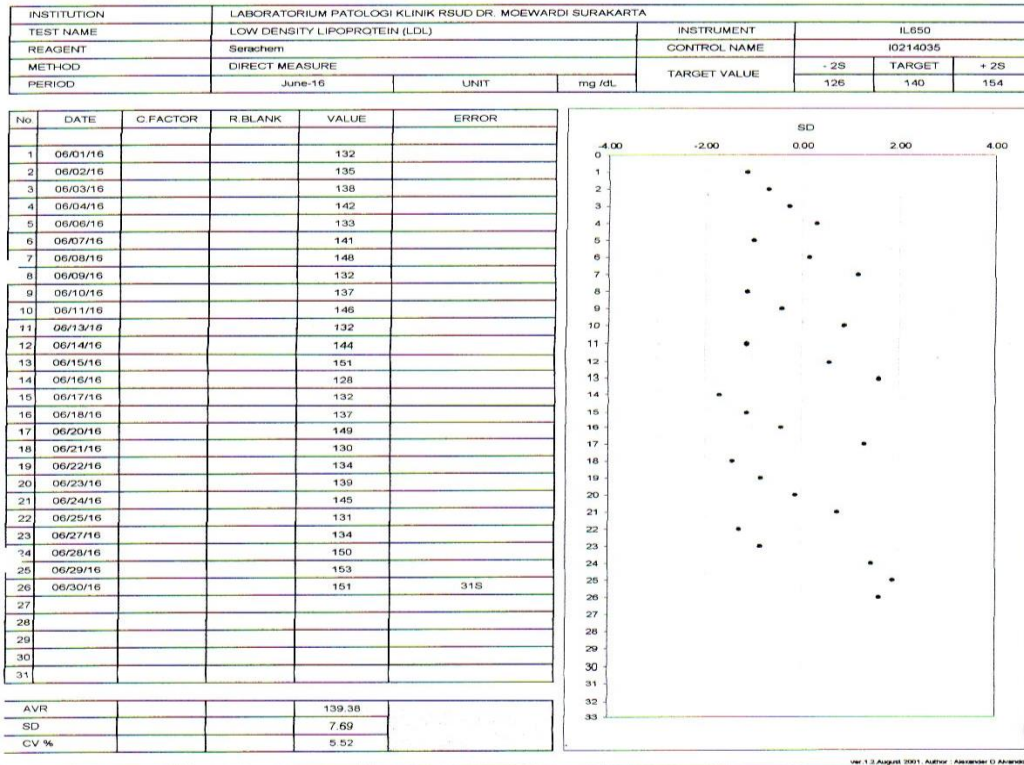 INSTITUTION LABORATORIUM PATOLOGI KLINIK RSUD DR. MOEWARDI SURAKARTA
TEST NAME LOW DENSITY LIPOPROTEIN (LDL) INSTRUMENT IL650
REAGENT Serachem CONTROL NAME I0214035
METHOD DIRECT MEASURE TARGET VALUE - 2S TARGET + 2S
PERIOD June-16 UNIT mg /dL 126 140 154
No. DATE C.FACTOR R.BLANK VALUE ERROR
1 06/01/16 132
2 06/02/16 135
3 06/03/16 138
4 06/04/16 142
5 06/06/16 133
6 06/07/16 141
7 06/08/16 148
8 06/09/16 132
9 06/10/16 137
10 06/11/16 146
11 06/13/16 132
12 06/14/16 144
13 06/15/16 151
14 06/16/16 128
15 06/17/16 132
16 06/18/16 137
17 06/20/16 149
18 06/21/16 130
19 06/22/16 134
20 06/23/16 139
21 06/24/16 145
22 06/25/16 131
23 06/27/16 134
24 06/28/16 150
25 06/29/16 153
26 06/30/16 151 31S
27
28
29
30
31
AVR 139.38
SD 7.69
CV % 5.52
SD
-4.00 -2.00 0.00 2.00 4.00
0
1
2
3
4
5
6
7
8
9
10
11
12
13
14
15
16
17
18
19
20
21
22
23
24
25
26
27
28
29
30
31
32
33
ver.1.2,August 2001, Author : Alexander D